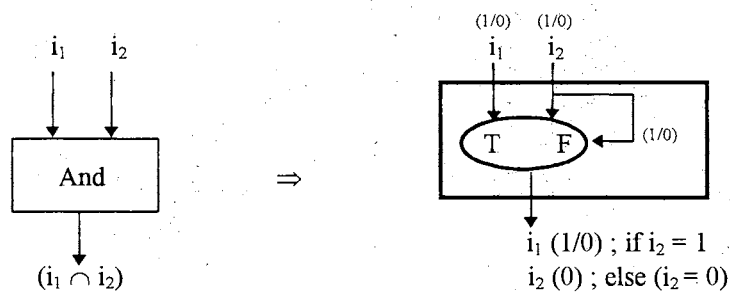 (1/0) (1/0)
i₁ i₂ i₁ i₂
And ⇒ T F (1/0)
(i₁ ∩ i₂)
i₁ (1/0) ; if i₂ = 1
i₂ (0) ; else (i₂ = 0)